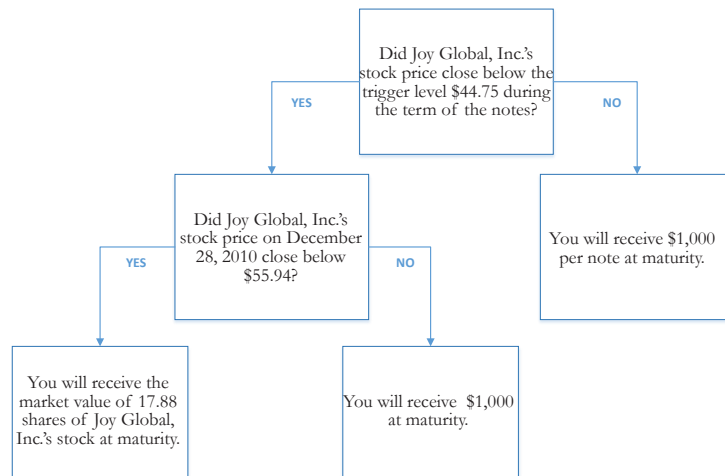 Did Joy Global, Inc.'s
stock price close below the
trigger level $44.75 during
the term of the notes?
YES
NO
Did Joy Global, Inc.'s
stock price on December
28, 2010 close below
$55.94?
You will receive $1,000
per note at maturity.
YES
NO
You will receive the
market value of 17.88
shares of Joy Global,
Inc.'s stock at maturity.
You will receive $1,000
at maturity.